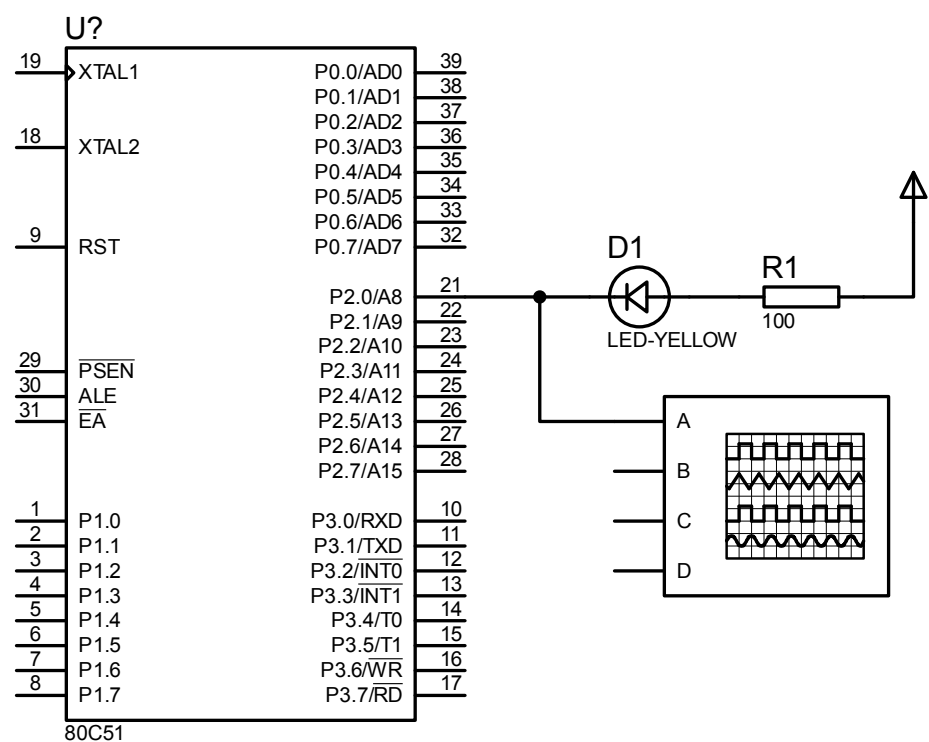 U?
19 XTAL1 P0.0/AD0 39
P0.1/AD1 38
P0.2/AD2 37
18 XTAL2 P0.3/AD3 36
P0.4/AD4 35
P0.5/AD5 34
P0.6/AD6 33
9 RST P0.7/AD7 32
P2.0/A8 21
P2.1/A9 22
P2.2/A10 23
29 PSEN P2.3/A11 24
30 ALE P2.4/A12 25
31 EA P2.5/A13 26
P2.6/A14 27
P2.7/A15 28
1 P1.0 P3.0/RXD 10
2 P1.1 P3.1/TXD 11
3 P1.2 P3.2/INT0 12
4 P1.3 P3.3/INT1 13
5 P1.4 P3.4/T0 14
6 P1.5 P3.5/T1 15
7 P1.6 P3.6/WR 16
8 P1.7 P3.7/RD 17
80C51
D1
LED-YELLOW
R1
100
A
B
C
D